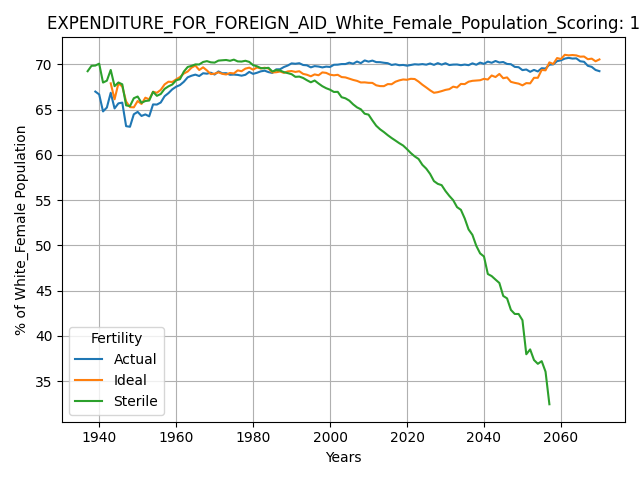 EXPENDITURE_FOR_FOREIGN_AID_White_Female_Population_Scoring: 1
% of White_Female Population
70
65
60
55
50
45
40
35
Fertility
Actual
Ideal
Sterile
1940 1960 1980 2000 2020 2040 2060
Years